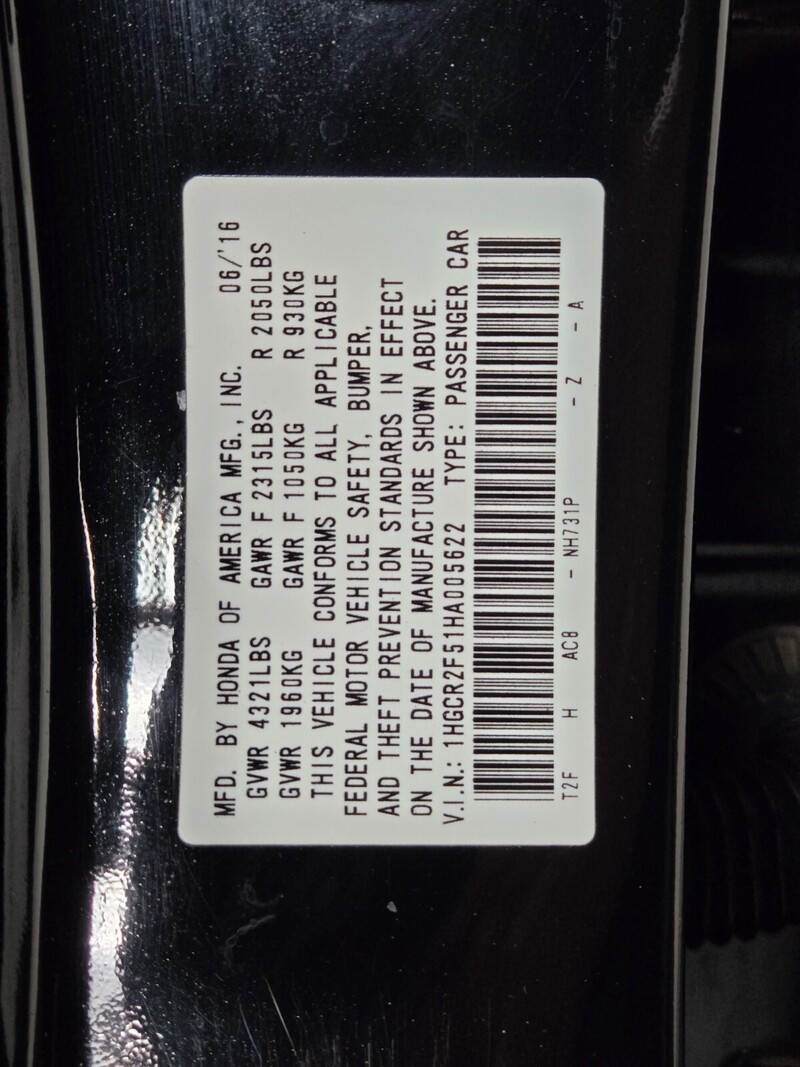 MFD. BY HONDA OF AMERICA MFG., INC. 06/'16
GVWR 4321LBS GAWR F 2315LBS R 2050LBS
GVWR 1960KG GAWR F 1050KG R 930KG
THIS VEHICLE CONFORMS TO ALL APPLICABLE
FEDERAL MOTOR VEHICLE SAFETY, BUMPER,
AND THEFT PREVENTION STANDARDS IN EFFECT
ON THE DATE OF MANUFACTURE SHOWN ABOVE.
V.I.N.: 1HGCR2F51HA005622 TYPE: PASSENGER CAR
T2F H AC8 - NH731P - Z - A